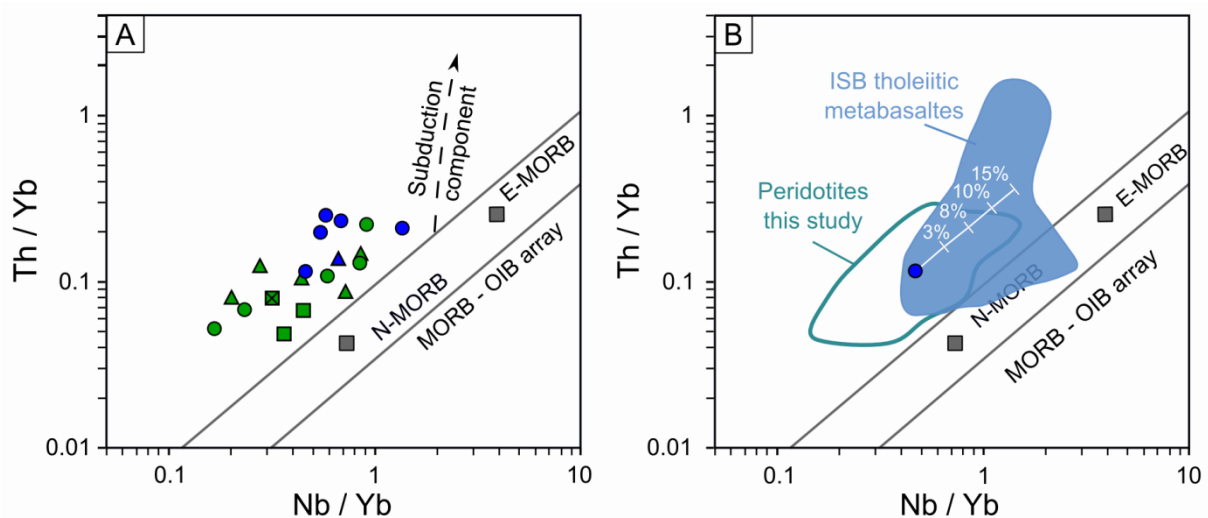 A
Th / Yb
1
0.1
0.01
0.1
1
10
Nb / Yb
Subduction
component
E-MORB
N-MORB
MORB - OIB array
B
Th / Yb
1
0.1
0.01
0.1
1
10
Nb / Yb
ISB tholeiitic
metabasaltes
Peridotites
this study
15%
10%
8%
3%
E-MORB
N-MORB
MORB - OIB array